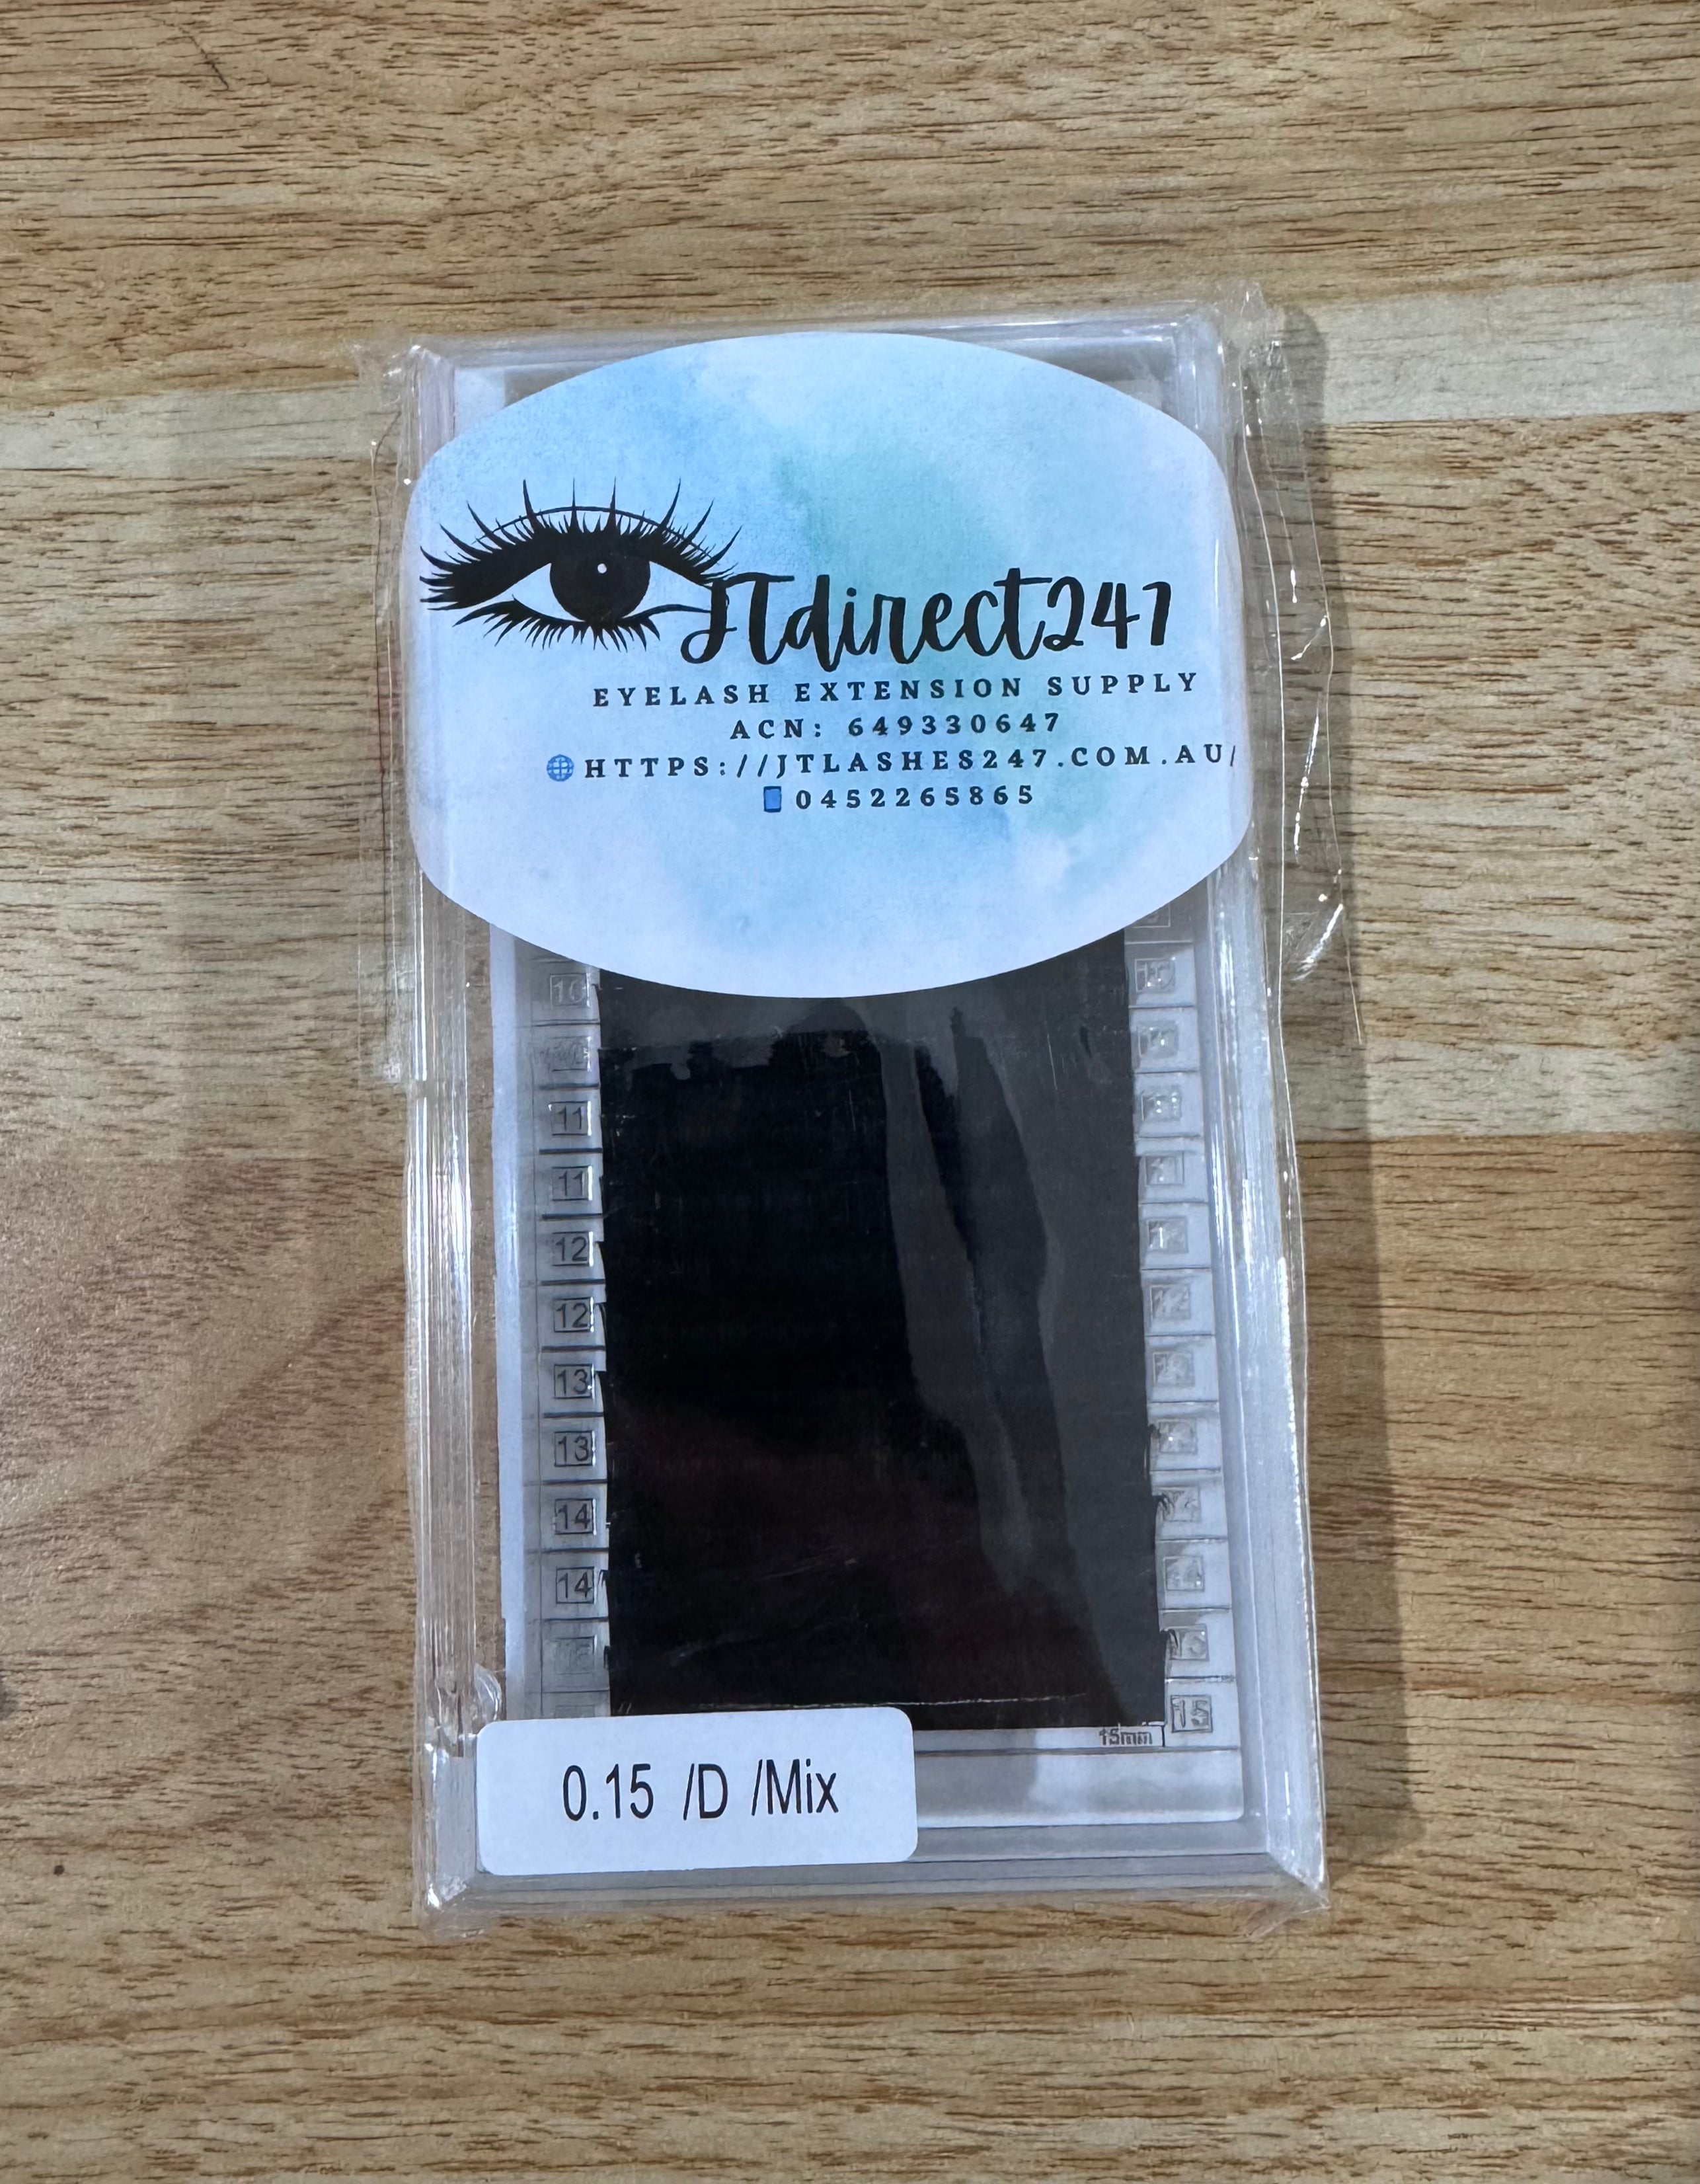 JTdirect247
EYELASH EXTENSION SUPPLY
ACN: 649330647
HTTPS://JTLASHES247.COM.AU/
0452265865
10
11
11
12
12
12
13
13
14
14
15
15mm
0.15 /D /Mix